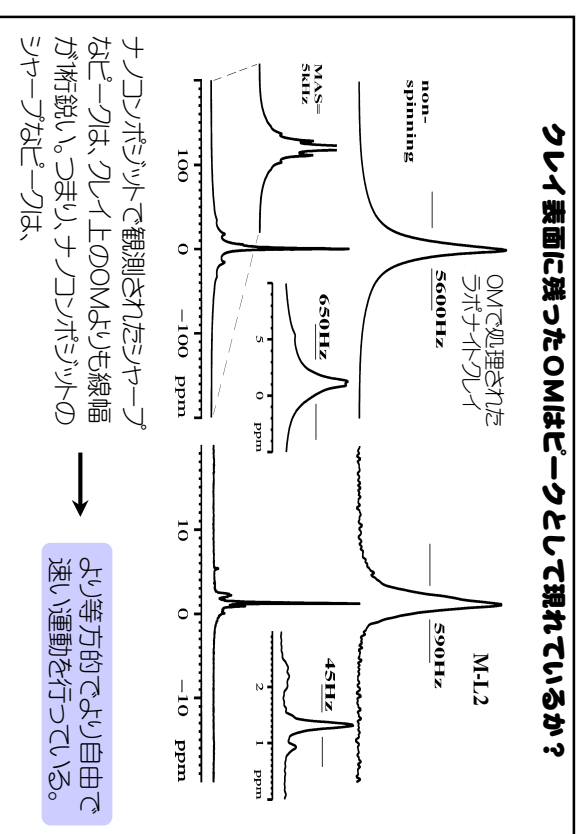 クレイ表面に残ったOMはピークとして現れているか？
OMで処理された
ラポナイトクレイ
non-
spinning
5600Hz
MAS=
5kHz
650Hz
5 0 ppm
100 0 -100 ppm
M-L2
590Hz
45Hz
2 1 ppm
10 0 -10 ppm
ナノコンポジットで観測されたシャープ
なピークは、クレイ上のOMよりも線幅
が1桁鋭い。つまり、ナノコンポジットの
シャープなピークは、
より等方的でより自由で
速い運動を行っている。